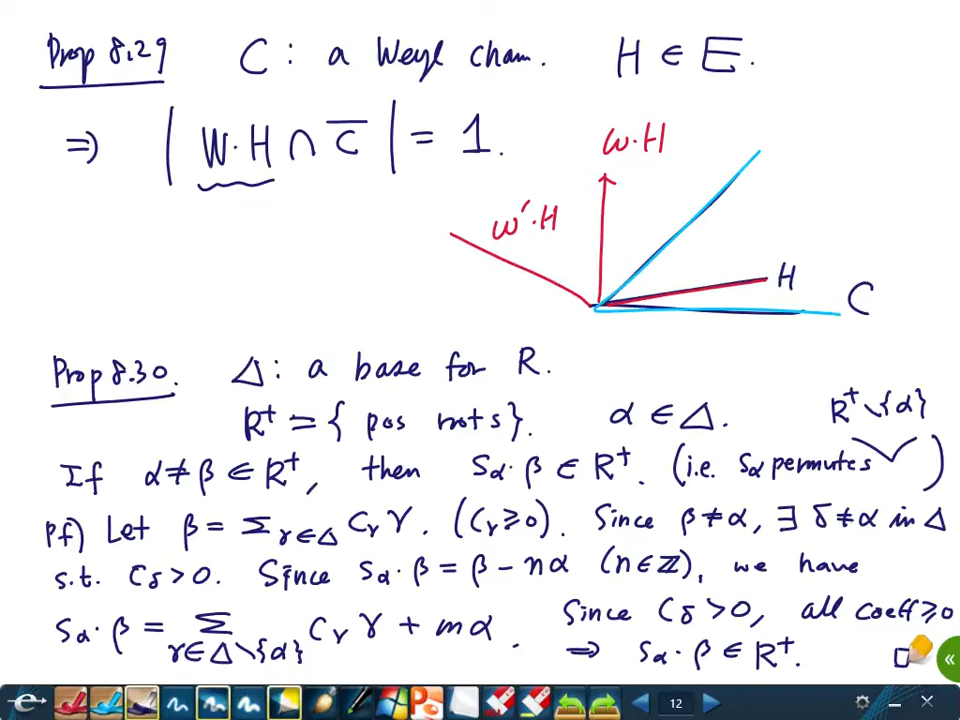 Prop 8.29 C: a Weyl cham. H ∈ E.
⇒ | W·H ∩ C̅ | = 1.
w·H
w′·H
H
C
Prop 8.30. Δ: a base for R.
R⁺ = { pos roots }. α ∈ Δ. R⁺∖{α}
If α ≠ β ∈ R⁺, then Sα·β ∈ R⁺. (i.e. Sα permutes )
pf) Let β = Σ_{γ∈Δ} Cγ γ. (Cγ ≥ 0). Since β ≠ α, ∃ δ ≠ α in Δ
s.t. Cδ > 0. Since Sα·β = β − nα (n ∈ ℤ), we have
Sα·β = Σ_{γ∈Δ∖{α}} Cγ γ + mα. Since Cδ > 0, all coeff ≥ 0
⇒ Sα·β ∈ R⁺. □
12